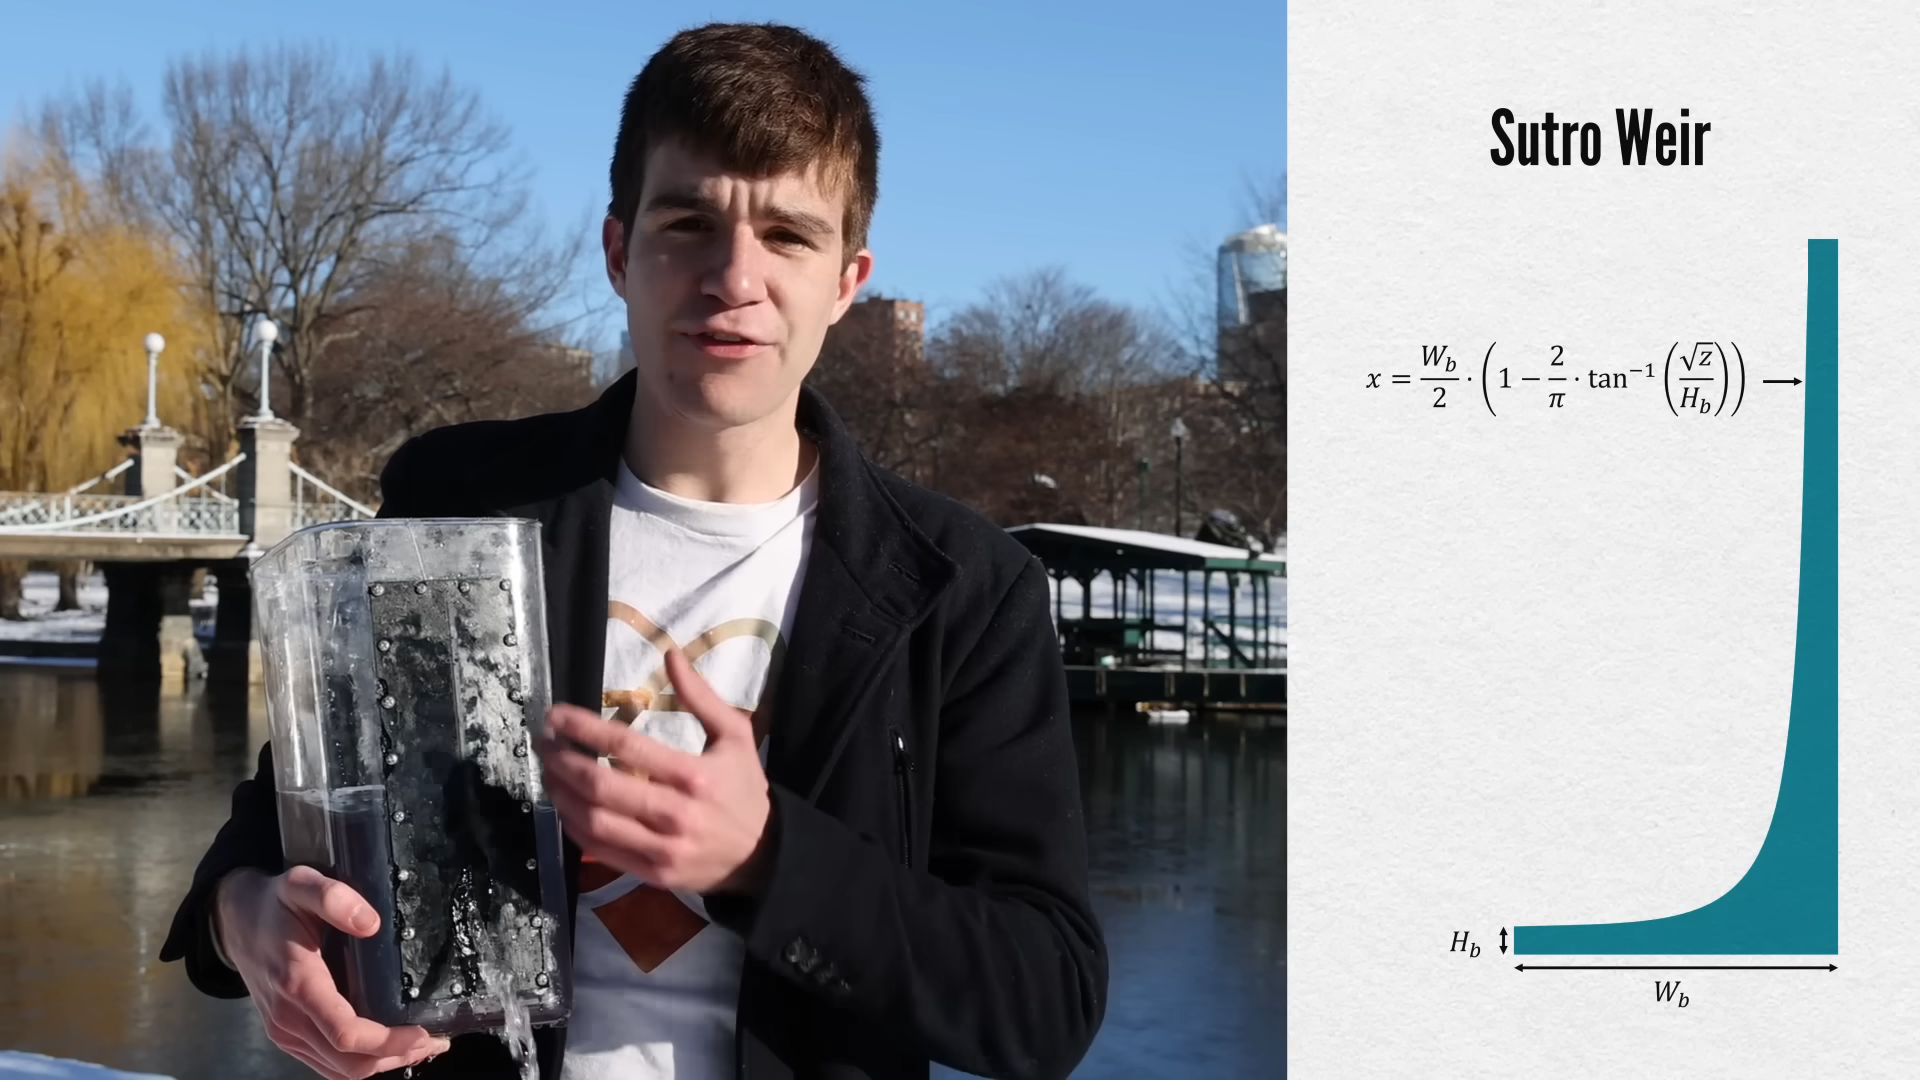 Sutro Weir
x = W_b/2 · (1 − 2/π · tan⁻¹(√z/H_b))
H_b
W_b